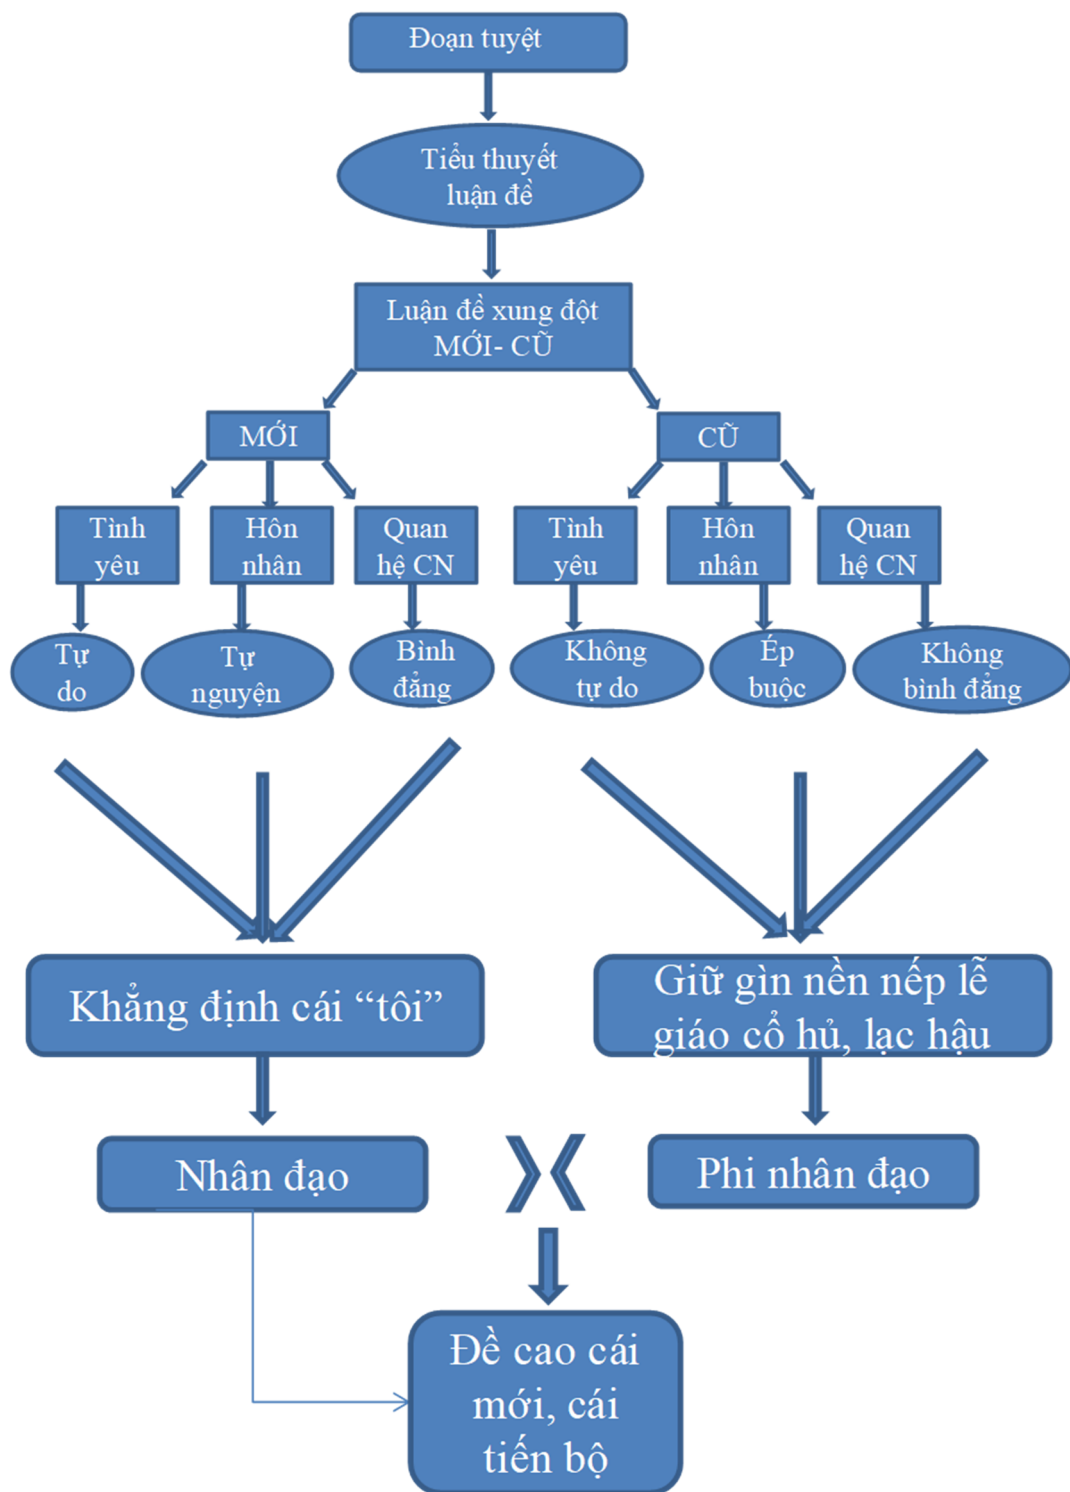 Đoạn tuyệt
Tiểu thuyết
luận đề
Luận đề xung đột
MỚI- CŨ
MỚI
CŨ
Tình
yêu
Hôn
nhân
Quan
hệ CN
Tình
yêu
Hôn
nhân
Quan
hệ CN
Tự
do
Tự
nguyện
Bình
đẳng
Không
tự do
Ép
buộc
Không
bình đẳng
Khẳng định cái “tôi”
Giữ gìn nền nếp lễ
giáo cổ hủ, lạc hậu
Nhân đạo
Phi nhân đạo
Đề cao cái
mới, cái
tiến bộ